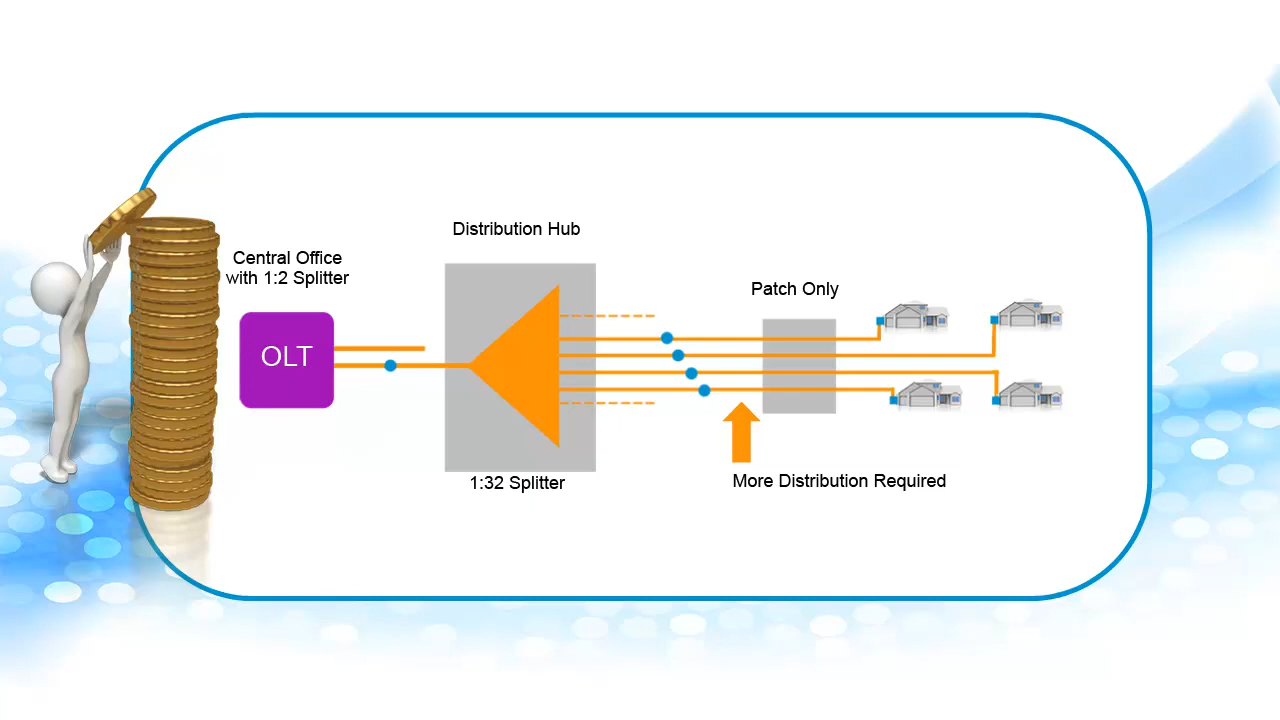 Distribution Hub
Central Office
with 1:2 Splitter
Patch Only
OLT
1:32 Splitter
More Distribution Required